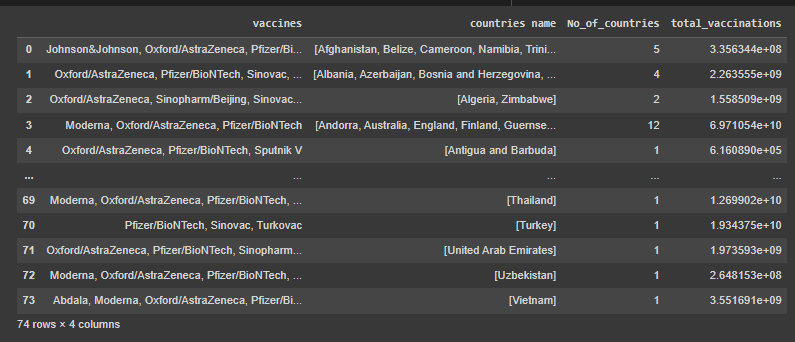 vaccines countries name No_of_countries total_vaccinations
0 Johnson&Johnson, Oxford/AstraZeneca, Pfizer/Bi... [Afghanistan, Belize, Cameroon, Namibia, Trini... 5 3.356344e+08
1 Oxford/AstraZeneca, Pfizer/BioNTech, Sinovac, ... [Albania, Azerbaijan, Bosnia and Herzegovina, ... 4 2.263555e+09
2 Oxford/AstraZeneca, Sinopharm/Beijing, Sinovac... [Algeria, Zimbabwe] 2 1.558509e+09
3 Moderna, Oxford/AstraZeneca, Pfizer/BioNTech [Andorra, Australia, England, Finland, Guernse... 12 6.971054e+10
4 Oxford/AstraZeneca, Pfizer/BioNTech, Sputnik V [Antigua and Barbuda] 1 6.160890e+05
... ... ... ... ...
69 Moderna, Oxford/AstraZeneca, Pfizer/BioNTech, ... [Thailand] 1 1.269902e+10
70 Pfizer/BioNTech, Sinovac, Turkovac [Turkey] 1 1.934375e+10
71 Oxford/AstraZeneca, Pfizer/BioNTech, Sinopharm... [United Arab Emirates] 1 1.973593e+09
72 Moderna, Oxford/AstraZeneca, Pfizer/BioNTech, ... [Uzbekistan] 1 2.648153e+08
73 Abdala, Moderna, Oxford/AstraZeneca, Pfizer/Bi... [Vietnam] 1 3.551691e+09
74 rows × 4 columns